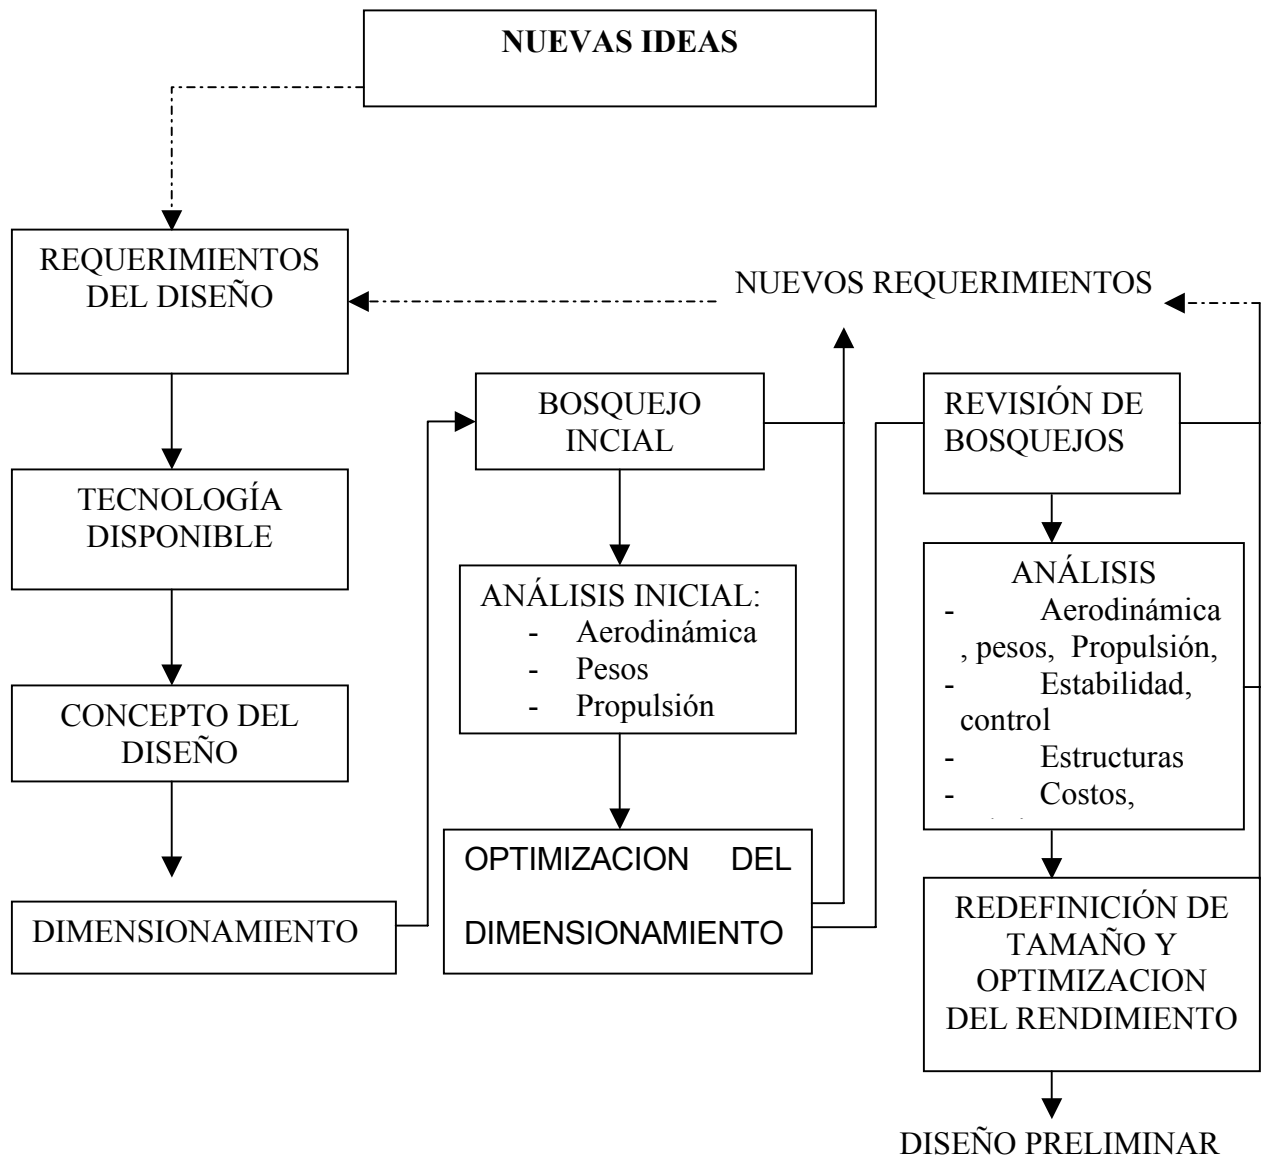 NUEVAS IDEAS
REQUERIMIENTOS
DEL DISEÑO
NUEVOS REQUERIMIENTOS
TECNOLOGÍA
DISPONIBLE
CONCEPTO DEL
DISEÑO
DIMENSIONAMIENTO
BOSQUEJO
INCIAL
ANÁLISIS INICIAL:
- Aerodinámica
- Pesos
- Propulsión
OPTIMIZACION DEL
DIMENSIONAMIENTO
REVISIÓN DE
BOSQUEJOS
ANÁLISIS
- Aerodinámica
, pesos, Propulsión,
- Estabilidad,
control
- Estructuras
- Costos,
REDEFINICIÓN DE
TAMAÑO Y
OPTIMIZACION
DEL RENDIMIENTO
DISEÑO PRELIMINAR